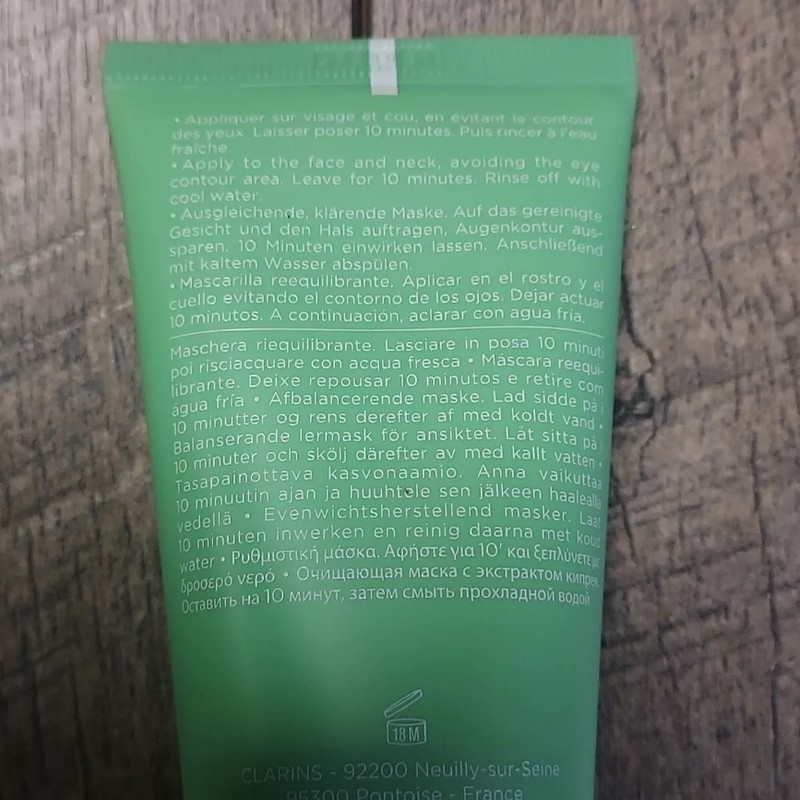 • Appliquer sur visage et cou, en évitant le contour
des yeux. Laisser poser 10 minutes. Puis rincer à l'eau
fraîche.
• Apply to the face and neck, avoiding the eye
contour area. Leave for 10 minutes. Rinse off with
cool water.
• Ausgleichende, klärende Maske. Auf das gereinigte
Gesicht und den Hals auftragen, Augenkontur aus-
sparen. 10 Minuten einwirken lassen. Anschließend
mit kaltem Wasser abspülen.
• Mascarilla reequilibrante. Aplicar en el rostro y el
cuello evitando el contorno de los ojos. Dejar actuar
10 minutos. A continuación, aclarar con agua fría.
Maschera riequilibrante. Lasciare in posa 10 minuti
poi risciacquare con acqua fresca • Máscara reequi-
librante. Deixe repousar 10 minutos e retire com
água fría • Afbalancerende maske. Lad sidde på i
10 minutter og rens derefter af med koldt vand •
Balanserande lermask för ansiktet. Låt sitta på i
10 minuter och skölj därefter av med kallt vatten •
Tasapainottava kasvonaamio. Anna vaikuttaa
10 minuutin ajan ja huuhtele sen jälkeen haalealla
vedellä • Evenwichtsherstellend masker. Laat
10 minuten inwerken en reinig daarna met koud
water • Ρυθμιστική μάσκα. Αφήστε για 10' και ξεπλύνετε με
δροσερό νερό • Очищающая маска с экстрактом кипрея.
Оставить на 10 минут, затем смыть прохладной водой
18 M
CLARINS - 92200 Neuilly-sur-Seine
95300 Pontoise - France